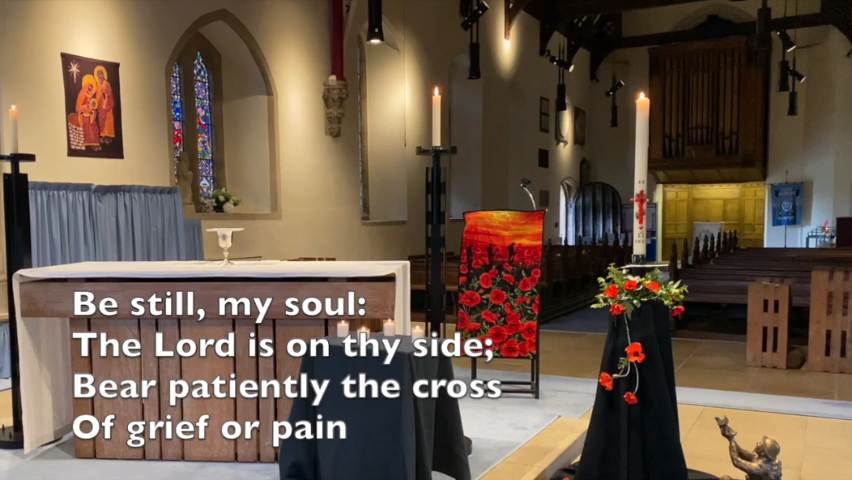 Be still, my soul:
The Lord is on thy side;
Bear patiently the cross
Of grief or pain